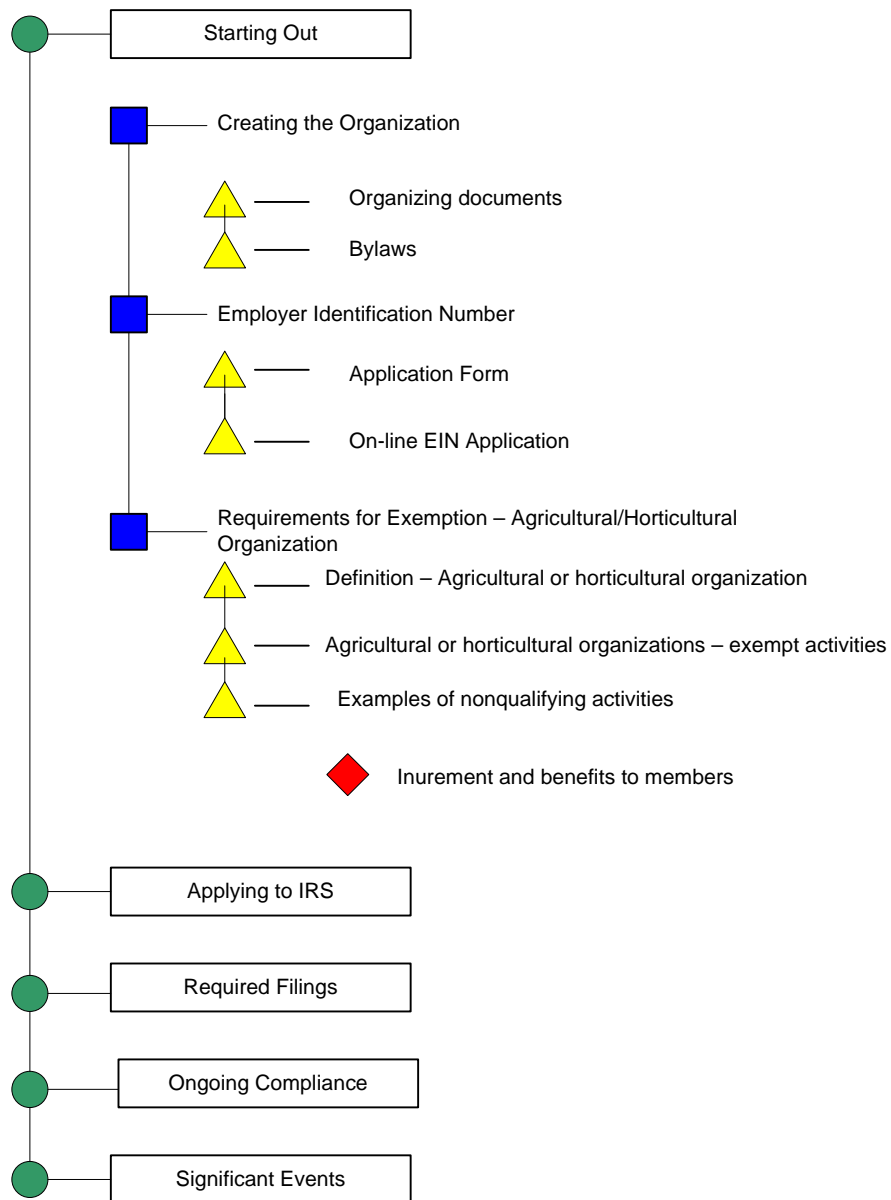 Starting Out
Creating the Organization
Organizing documents
Bylaws
Employer Identification Number
Application Form
On-line EIN Application
Requirements for Exemption – Agricultural/Horticultural
Organization
Definition – Agricultural or horticultural organization
Agricultural or horticultural organizations – exempt activities
Examples of nonqualifying activities
Inurement and benefits to members
Applying to IRS
Required Filings
Ongoing Compliance
Significant Events